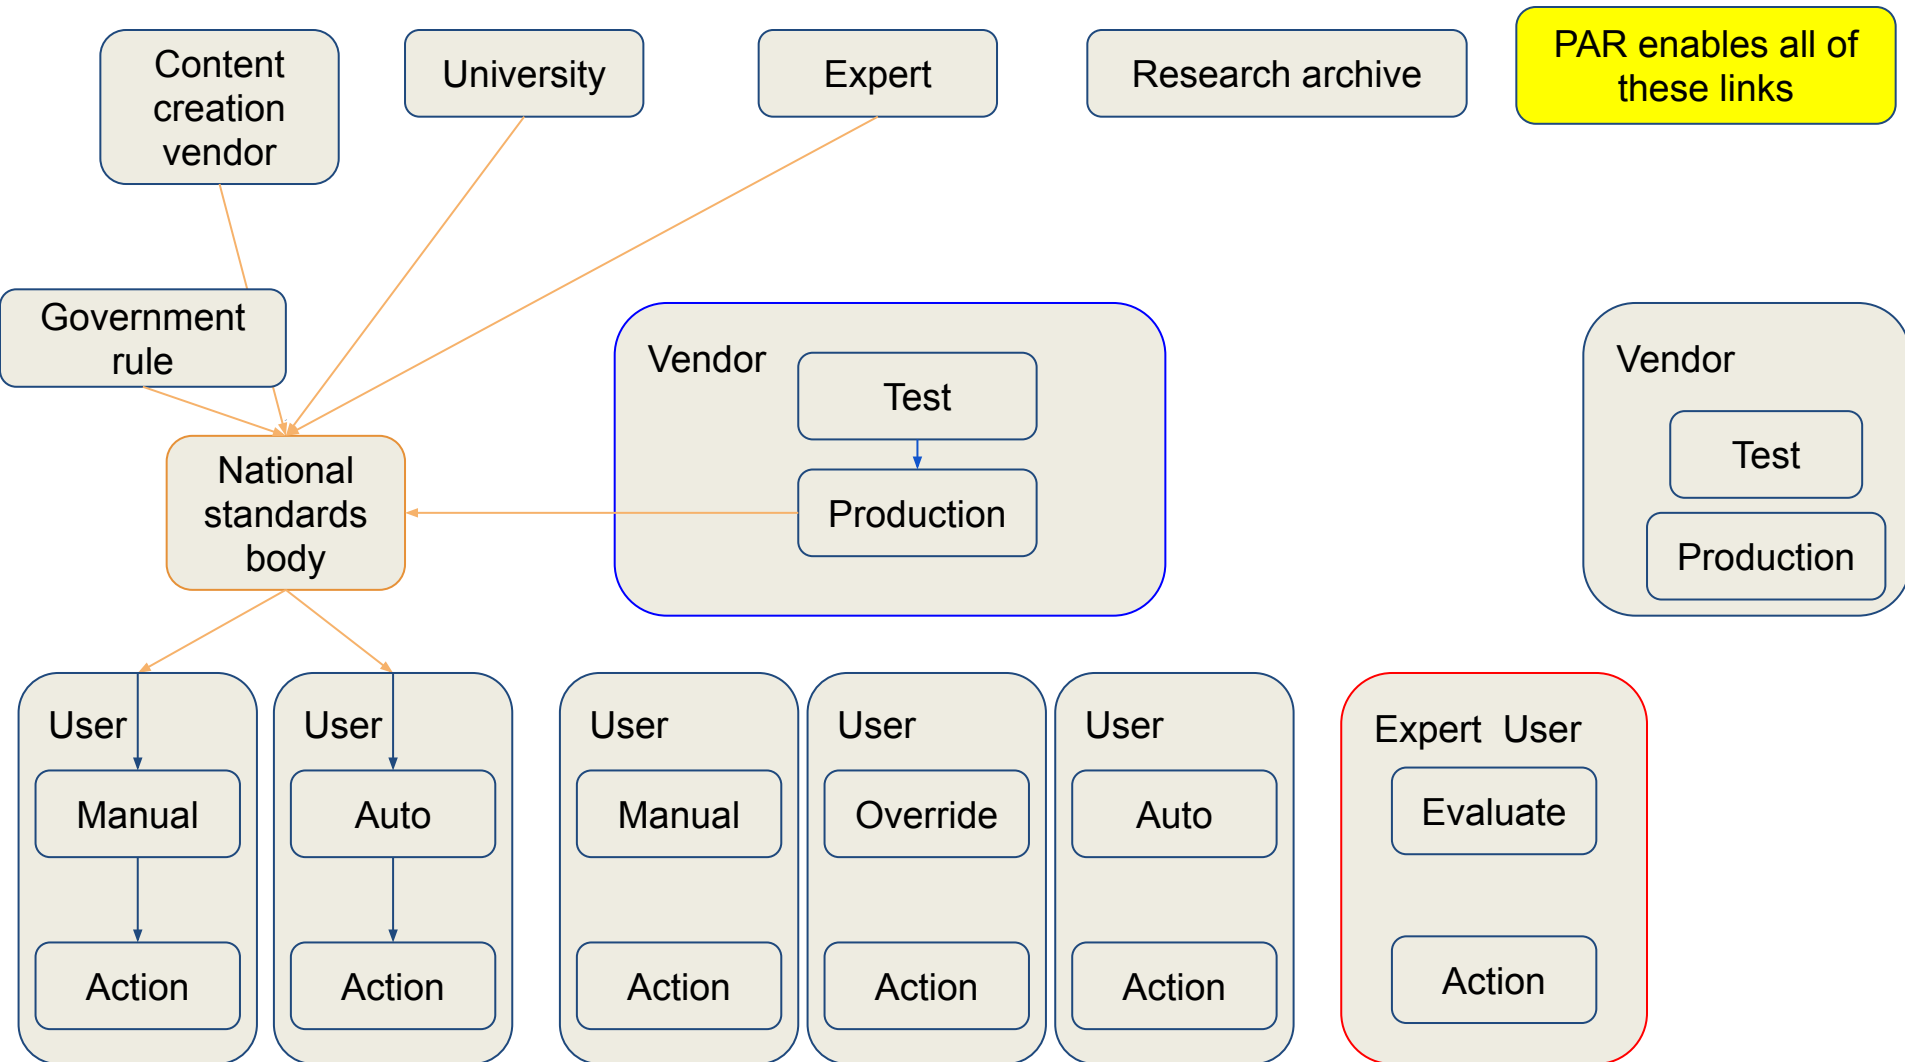 Content
creation
vendor
University
Expert
Research archive
PAR enables all of
these links
Government
rule
Vendor
Test
Production
Vendor
Test
Production
National
standards
body
User
Manual
Action
User
Auto
Action
User
Manual
Action
User
Override
Action
User
Auto
Action
Expert User
Evaluate
Action